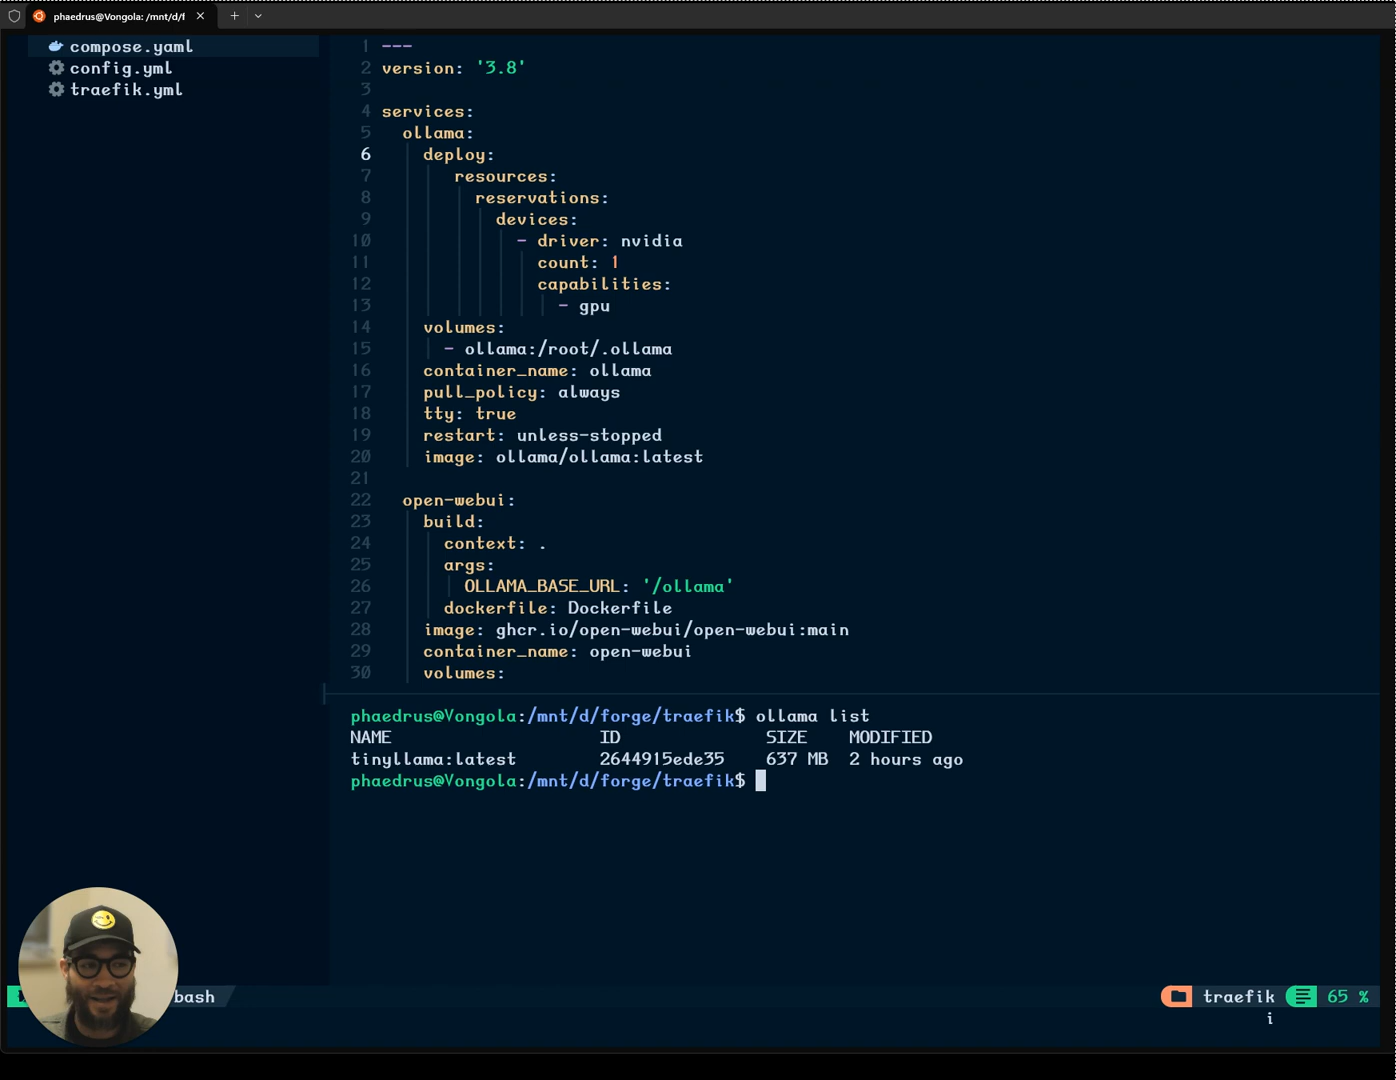 phaedrus@Vongola: /mnt/d/f
compose.yaml
config.yml
traefik.yml
1 ---
2 version: '3.8'
3
4 services:
5 ollama:
6 deploy:
7 resources:
8 reservations:
9 devices:
10 - driver: nvidia
11 count: 1
12 capabilities:
13 - gpu
14 volumes:
15 - ollama:/root/.ollama
16 container_name: ollama
17 pull_policy: always
18 tty: true
19 restart: unless-stopped
20 image: ollama/ollama:latest
21
22 open-webui:
23 build:
24 context: .
25 args:
26 OLLAMA_BASE_URL: '/ollama'
27 dockerfile: Dockerfile
28 image: ghcr.io/open-webui/open-webui:main
29 container_name: open-webui
30 volumes:
phaedrus@Vongola:/mnt/d/forge/traefik$ ollama list
NAME ID SIZE MODIFIED
tinyllama:latest 2644915ede35 637 MB 2 hours ago
phaedrus@Vongola:/mnt/d/forge/traefik$
bash
traefik 65 %
i